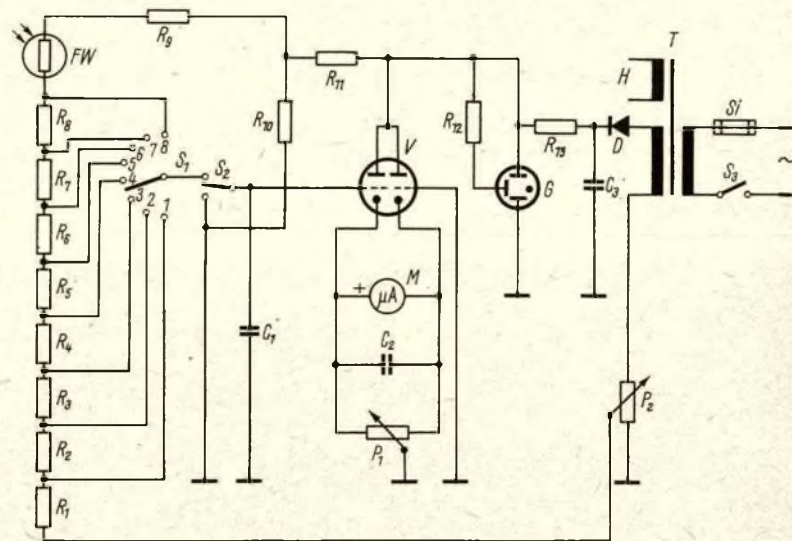 R9
FW
R11
R10
R12
R13
H
T
Si
D
V
G
C3
S3
~
R8
R7
R6
R5
R4
R3
R2
R1
8
7
6
5
4
3
2
1
S1
S2
C1
+
M
µA
C2
P1
P2